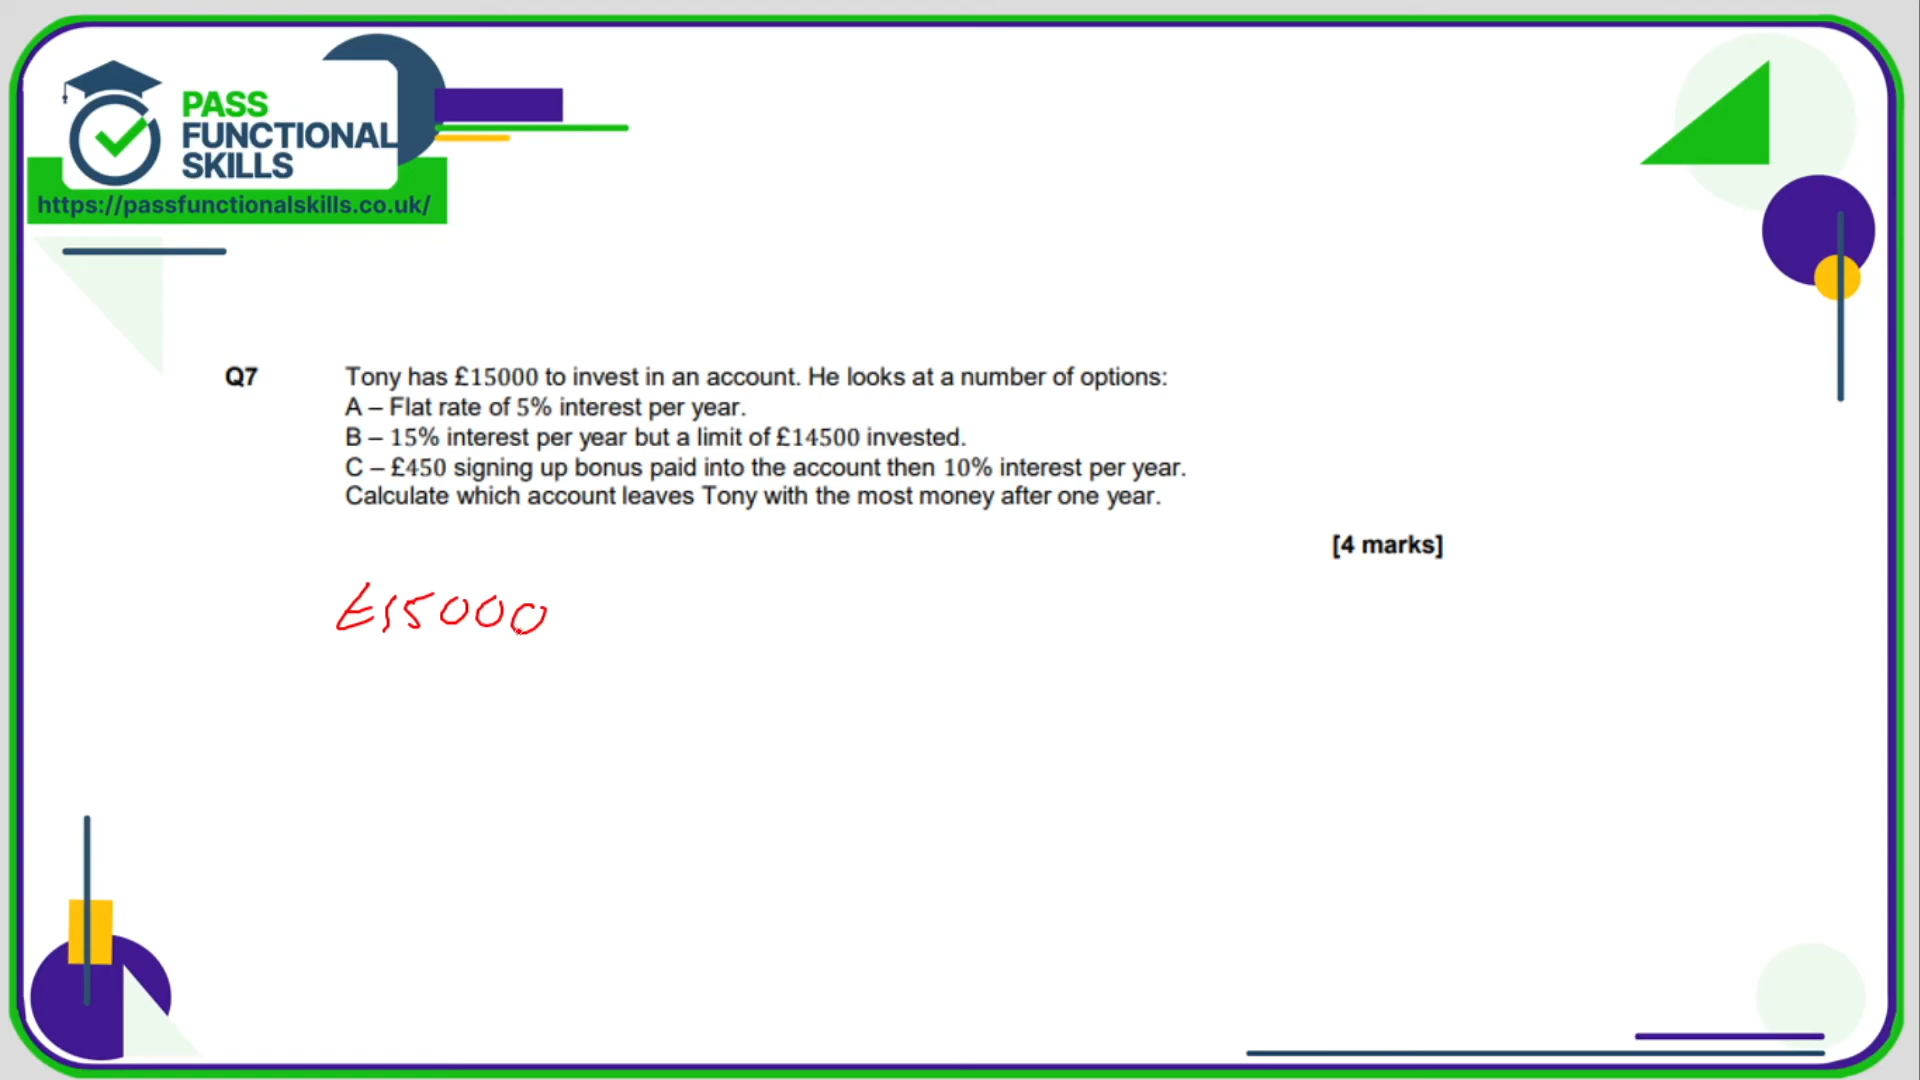 PASS
FUNCTIONAL
SKILLS
https://passfunctionalskills.co.uk/
Q7 Tony has £15000 to invest in an account. He looks at a number of options:
A – Flat rate of 5% interest per year.
B – 15% interest per year but a limit of £14500 invested.
C – £450 signing up bonus paid into the account then 10% interest per year.
Calculate which account leaves Tony with the most money after one year.
[4 marks]
£15000